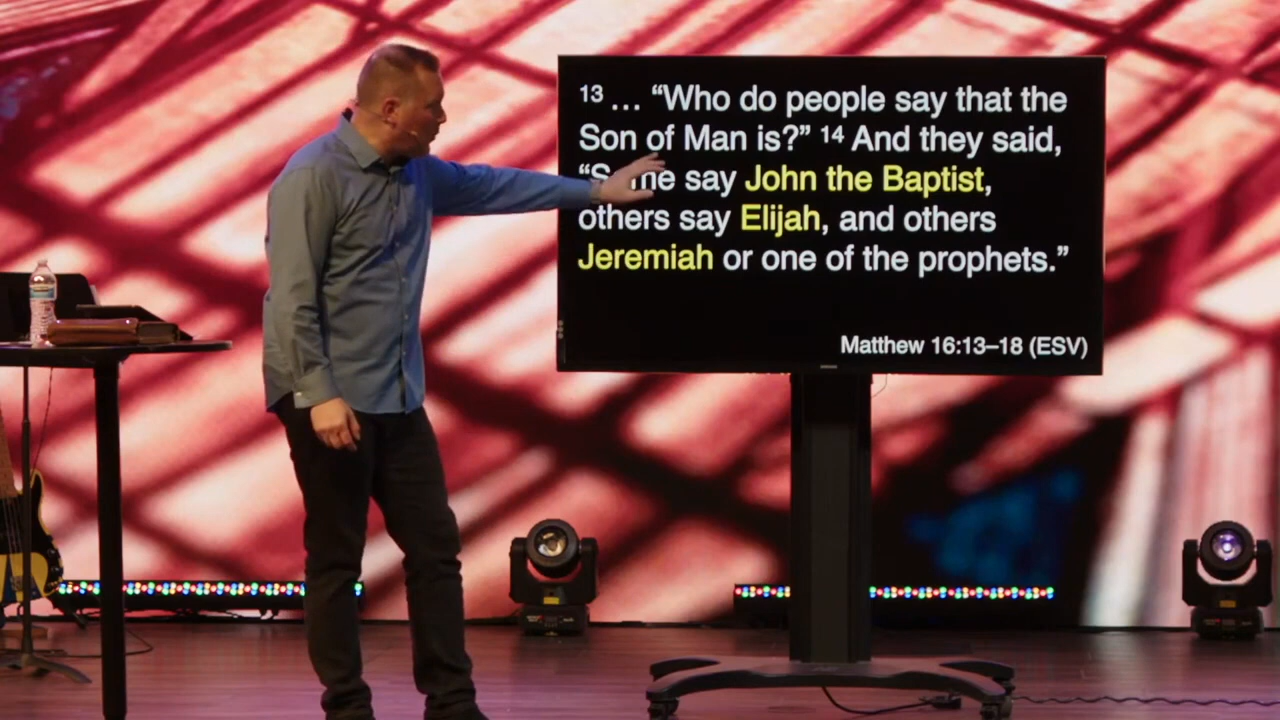 13 ... “Who do people say that the
Son of Man is?” 14 And they said,
say John the Baptist,
others say Elijah, and others
Jeremiah or one of the prophets.”
Matthew 16:13–18 (ESV)